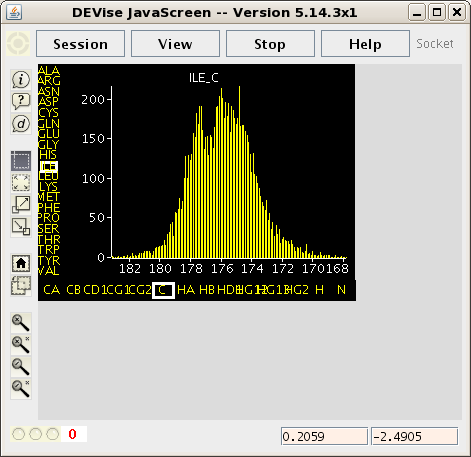 DEVise JavaScreen -- Version 5.14.3x1
Session View Stop Help Socket
ILE_C
ALA
ARG
ASN
ASP
CYS
GLN
GLU
GLY
HIS
ILE
LEU
LYS
MET
PHE
PRO
SER
THR
TRP
TYR
VAL
200
150
100
50
0
182 180 178 176 174 172 170 168
CA CB CD1 CG1 CG2 C HA HB HD1 HG12 HG13 HG2 H N
0 0.2059 -2.4905